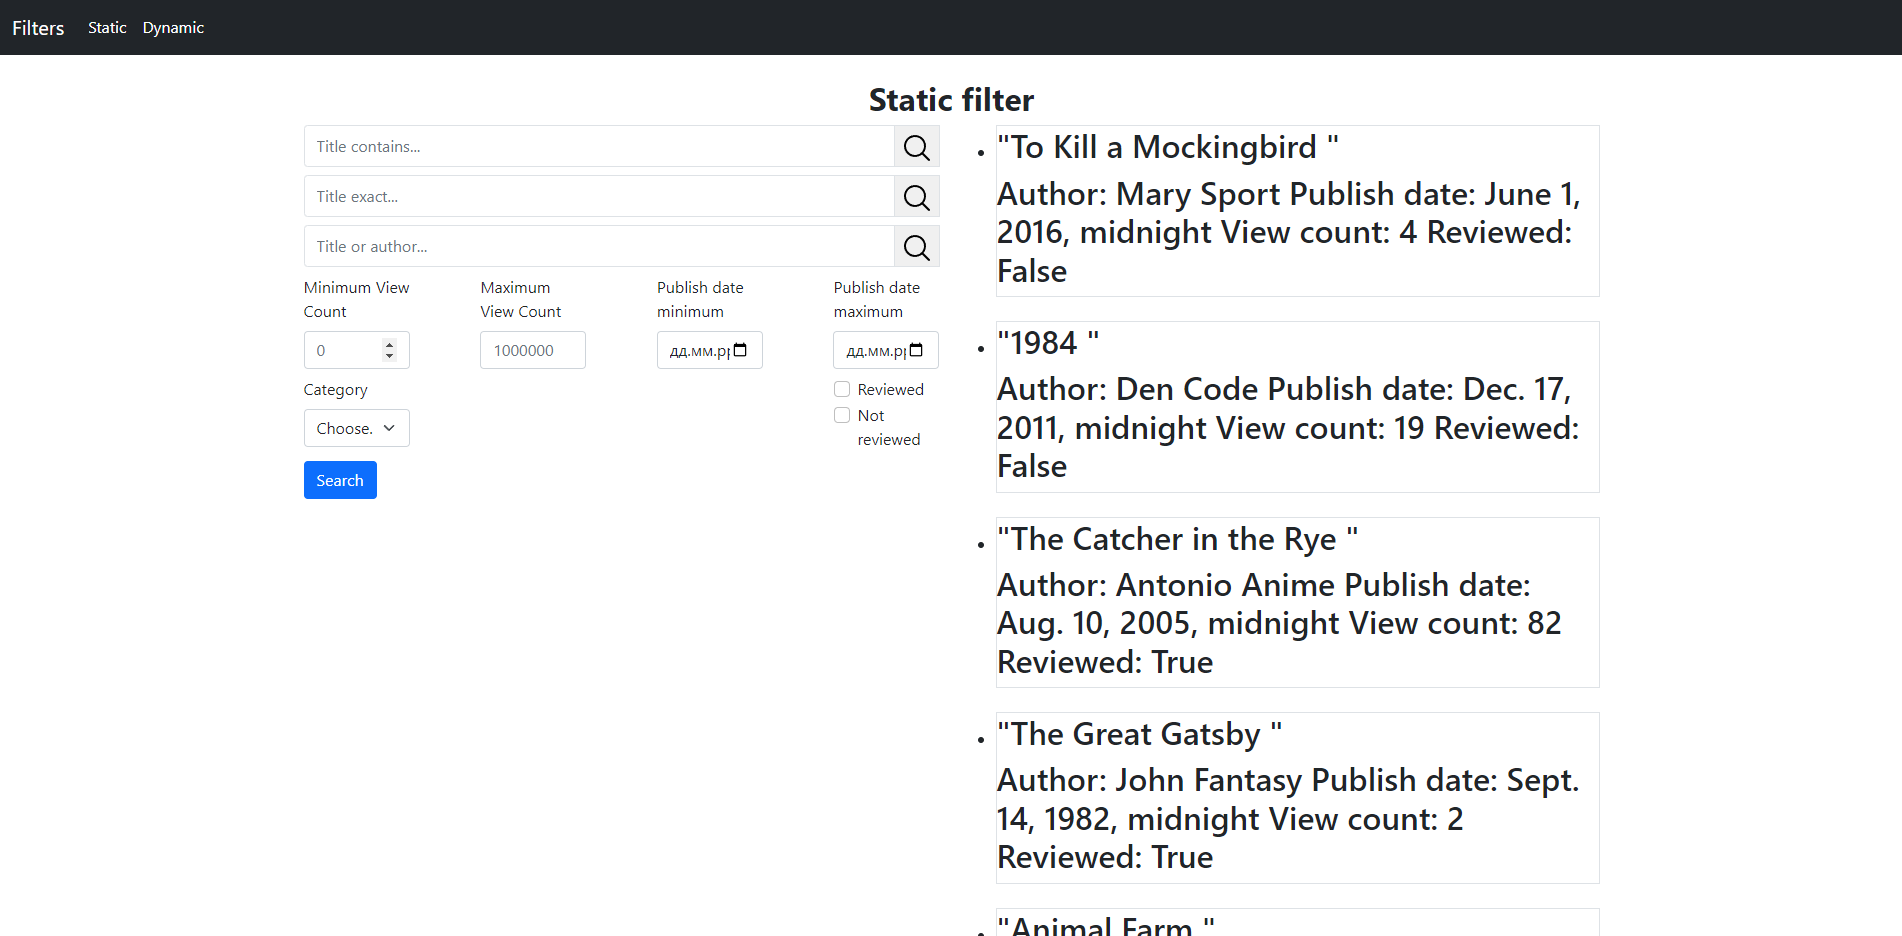 Filters Static Dynamic
Static filter
Title contains...
Title exact...
Title or author...
Minimum View
Count
Maximum
View Count
Publish date
minimum
Publish date
maximum
0
1000000
дд.мм.рг
дд.мм.рг
Category
Reviewed
Not
reviewed
Choose.
Search
"To Kill a Mockingbird "
Author: Mary Sport Publish date: June 1,
2016, midnight View count: 4 Reviewed:
False
"1984 "
Author: Den Code Publish date: Dec. 17,
2011, midnight View count: 19 Reviewed:
False
"The Catcher in the Rye "
Author: Antonio Anime Publish date:
Aug. 10, 2005, midnight View count: 82
Reviewed: True
"The Great Gatsby "
Author: John Fantasy Publish date: Sept.
14, 1982, midnight View count: 2
Reviewed: True
"Animal Farm "